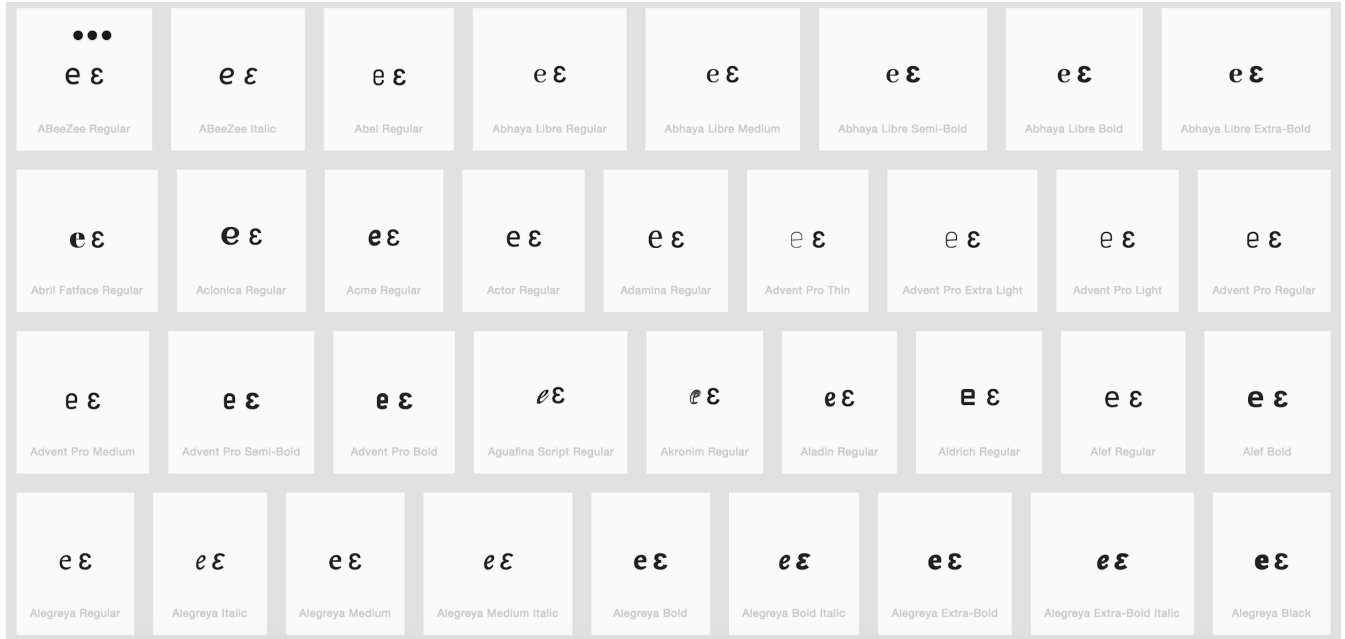 •••
e ε
ABeeZee Regular
e ε
ABeeZee Italic
e ε
Abel Regular
e ε
Abhaya Libre Regular
e ε
Abhaya Libre Medium
e ε
Abhaya Libre Semi-Bold
e ε
Abhaya Libre Bold
e ε
Abhaya Libre Extra-Bold
e ε
Abril Fatface Regular
e ε
Aclonica Regular
e ε
Acme Regular
e ε
Actor Regular
e ε
Adamina Regular
e ε
Advent Pro Thin
e ε
Advent Pro Extra Light
e ε
Advent Pro Light
e ε
Advent Pro Regular
e ε
Advent Pro Medium
e ε
Advent Pro Semi-Bold
e ε
Advent Pro Bold
e ε
Aguafina Script Regular
e ε
Akronim Regular
e ε
Aladin Regular
e ε
Aldrich Regular
e ε
Alef Regular
e ε
Alef Bold
e ε
Alegreya Regular
e ε
Alegreya Italic
e ε
Alegreya Medium
e ε
Alegreya Medium Italic
e ε
Alegreya Bold
e ε
Alegreya Bold Italic
e ε
Alegreya Extra-Bold
e ε
Alegreya Extra-Bold Italic
e ε
Alegreya Black